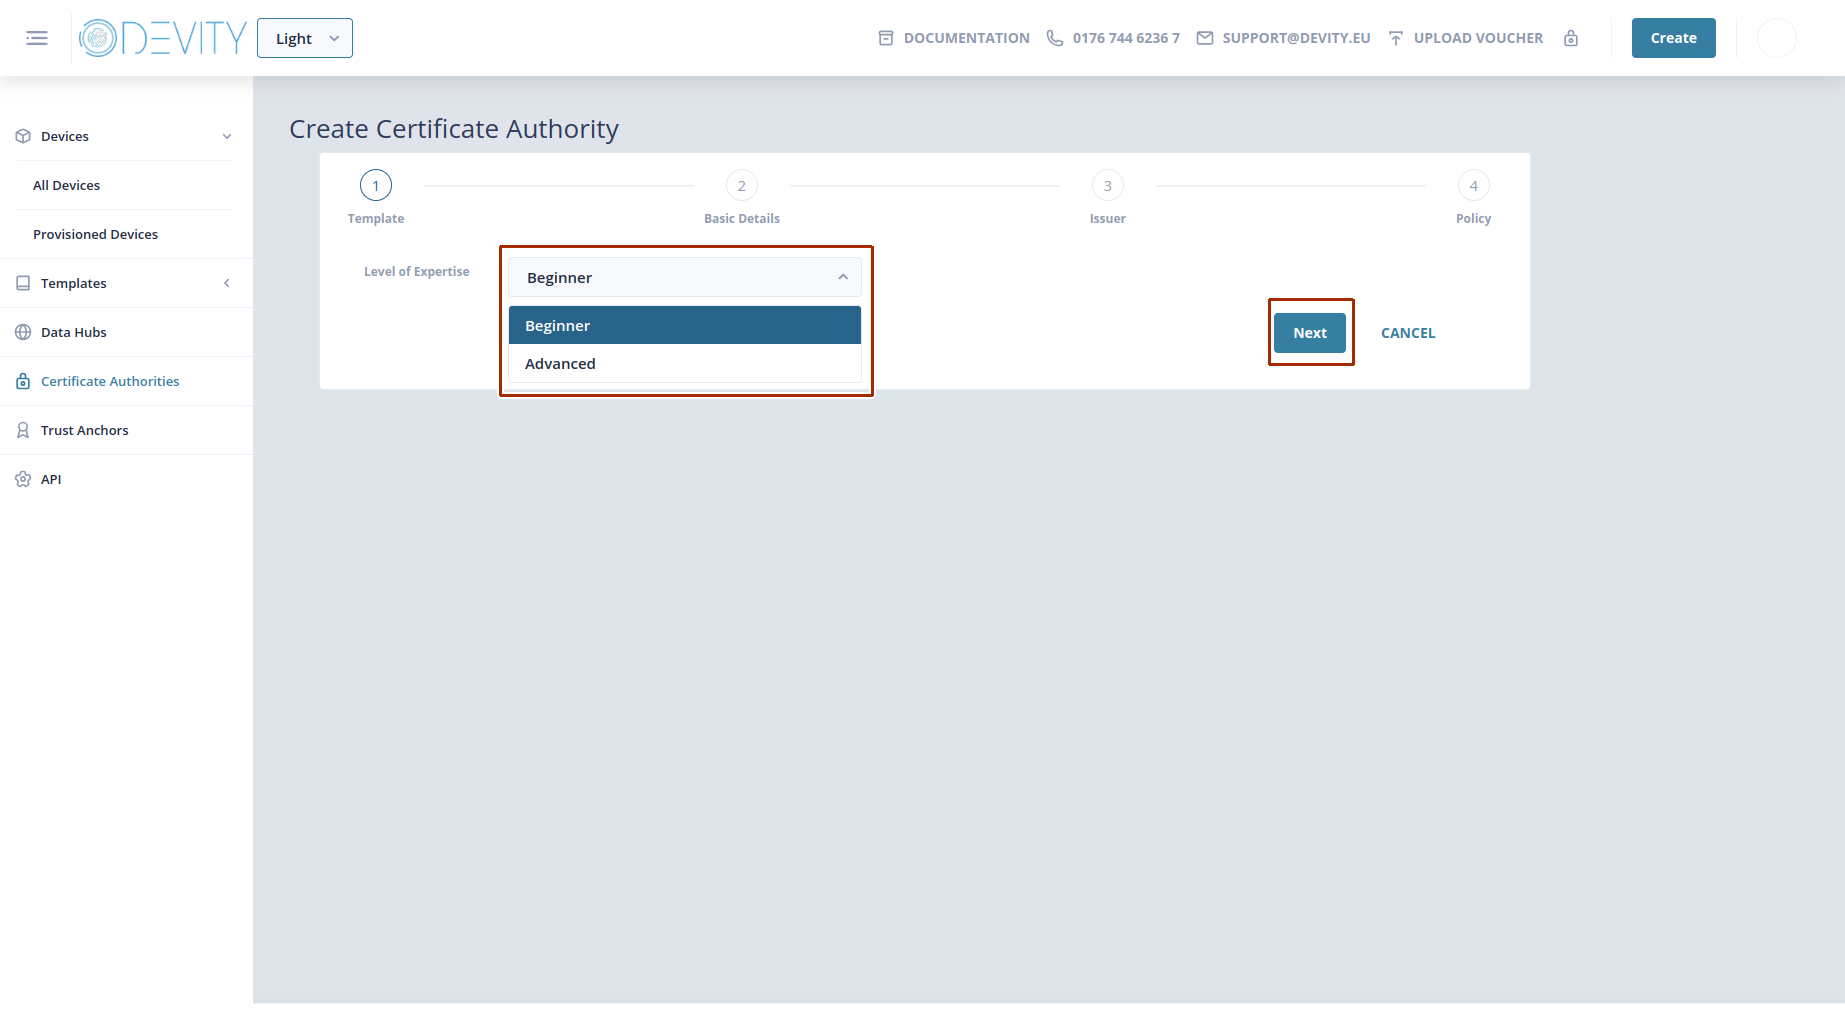 DEVITY
Light
DOCUMENTATION
0176 744 6236 7
SUPPORT@DEVITY.EU
UPLOAD VOUCHER
Create
Devices
All Devices
Provisioned Devices
Templates
Data Hubs
Certificate Authorities
Trust Anchors
API
Create Certificate Authority
1
2
3
4
Template
Basic Details
Issuer
Policy
Level of Expertise
Beginner
Beginner
Advanced
Next
CANCEL